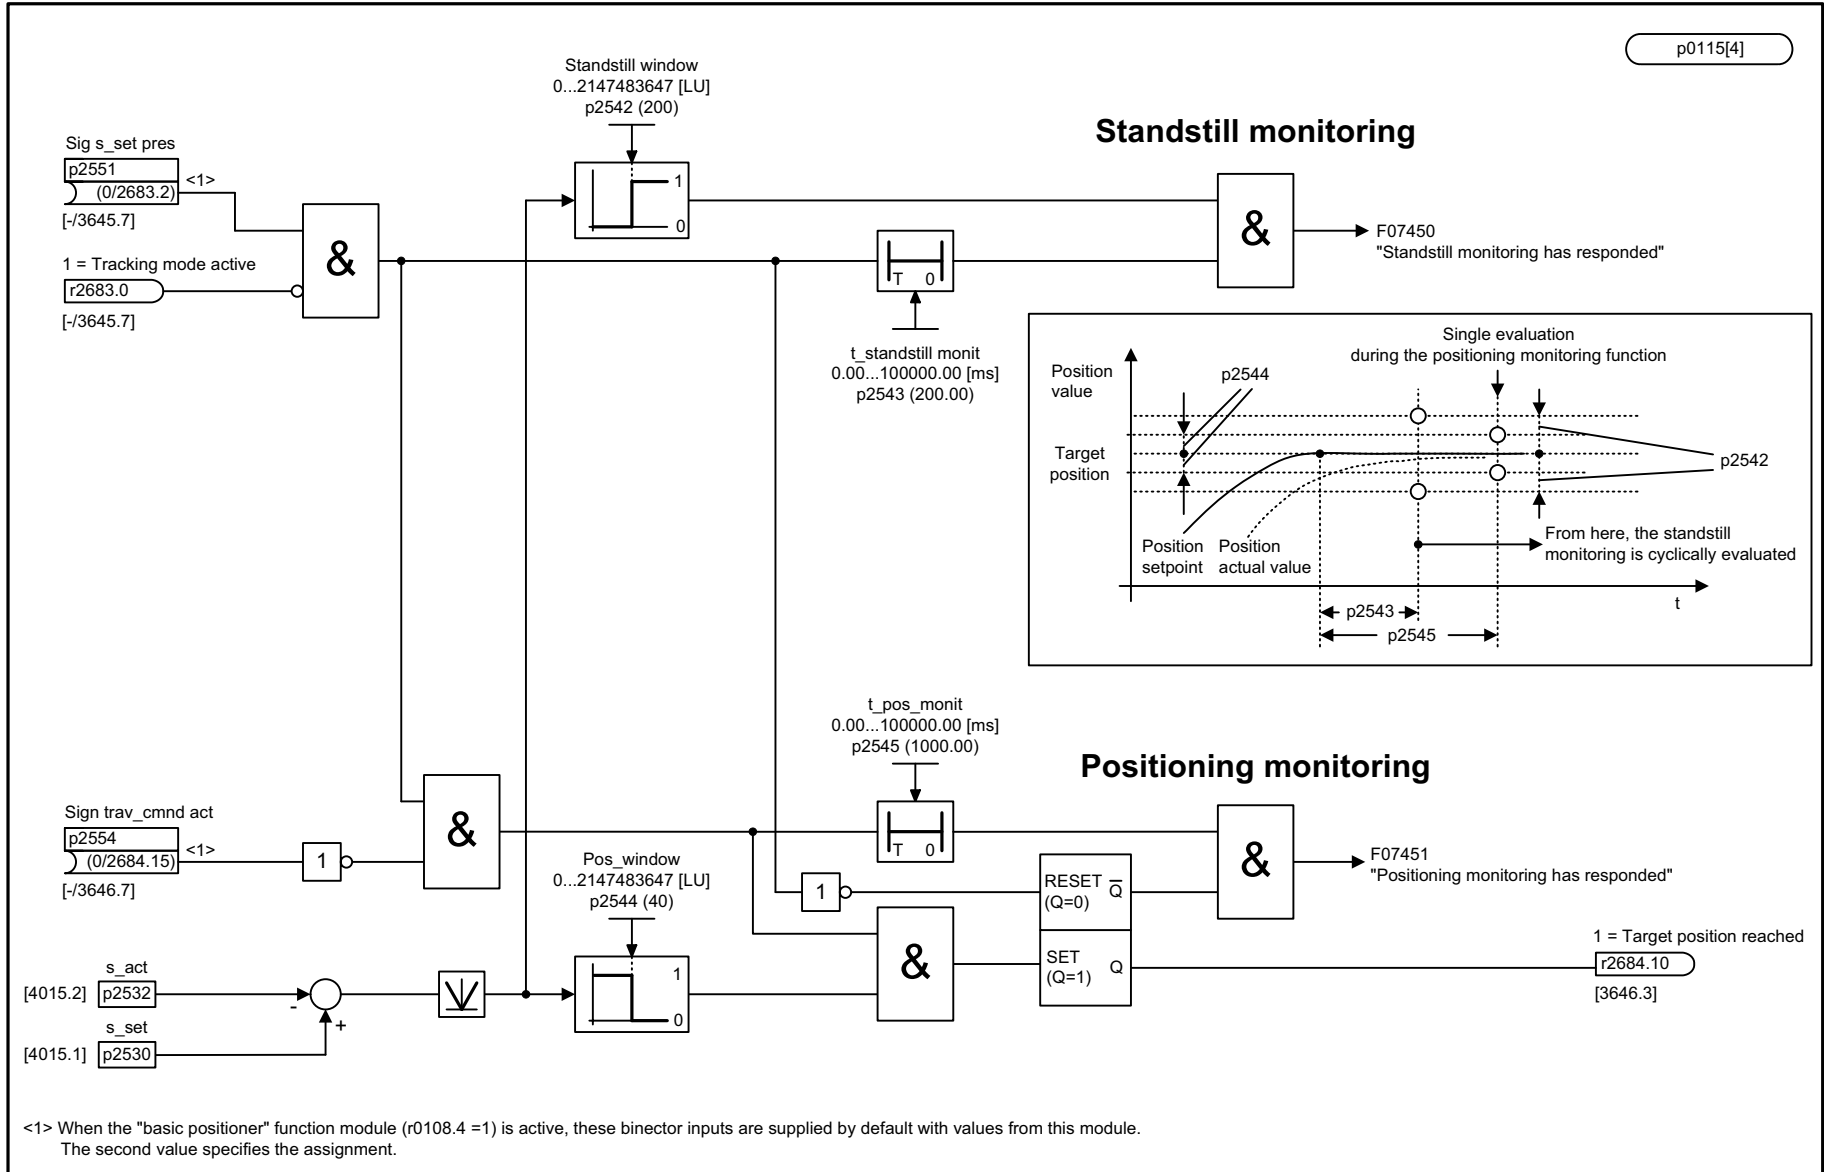 p0115[4]
Standstill window
0...2147483647 [LU]
p2542 (200)
Standstill monitoring
Sig s_set pres
p2551
(0/2683.2)
<1>
[-/3645.7]
1
0
&
&
F07450
"Standstill monitoring has responded"
1 = Tracking mode active
r2683.0
[-/3645.7]
T 0
t_standstill monit
0.00...100000.00 [ms]
p2543 (200.00)
Single evaluation
during the positioning monitoring function
Position
value
p2544
Target
position
p2542
Position
setpoint
Position
actual value
From here, the standstill
monitoring is cyclically evaluated
t
p2543
p2545
t_pos_monit
0.00...100000.00 [ms]
p2545 (1000.00)
Positioning monitoring
Sign trav_cmnd act
p2554
(0/2684.15)
<1>
[-/3646.7]
1
&
T 0
&
F07451
"Positioning monitoring has responded"
Pos_window
0...2147483647 [LU]
p2544 (40)
1
RESET Q
(Q=0)
&
SET Q
(Q=1)
1 = Target position reached
r2684.10
[3646.3]
s_act
[4015.2] p2532
-
+
s_set
[4015.1] p2530
1
0
<1> When the "basic positioner" function module (r0108.4 =1) is active, these binector inputs are supplied by default with values from this module.
The second value specifies the assignment.